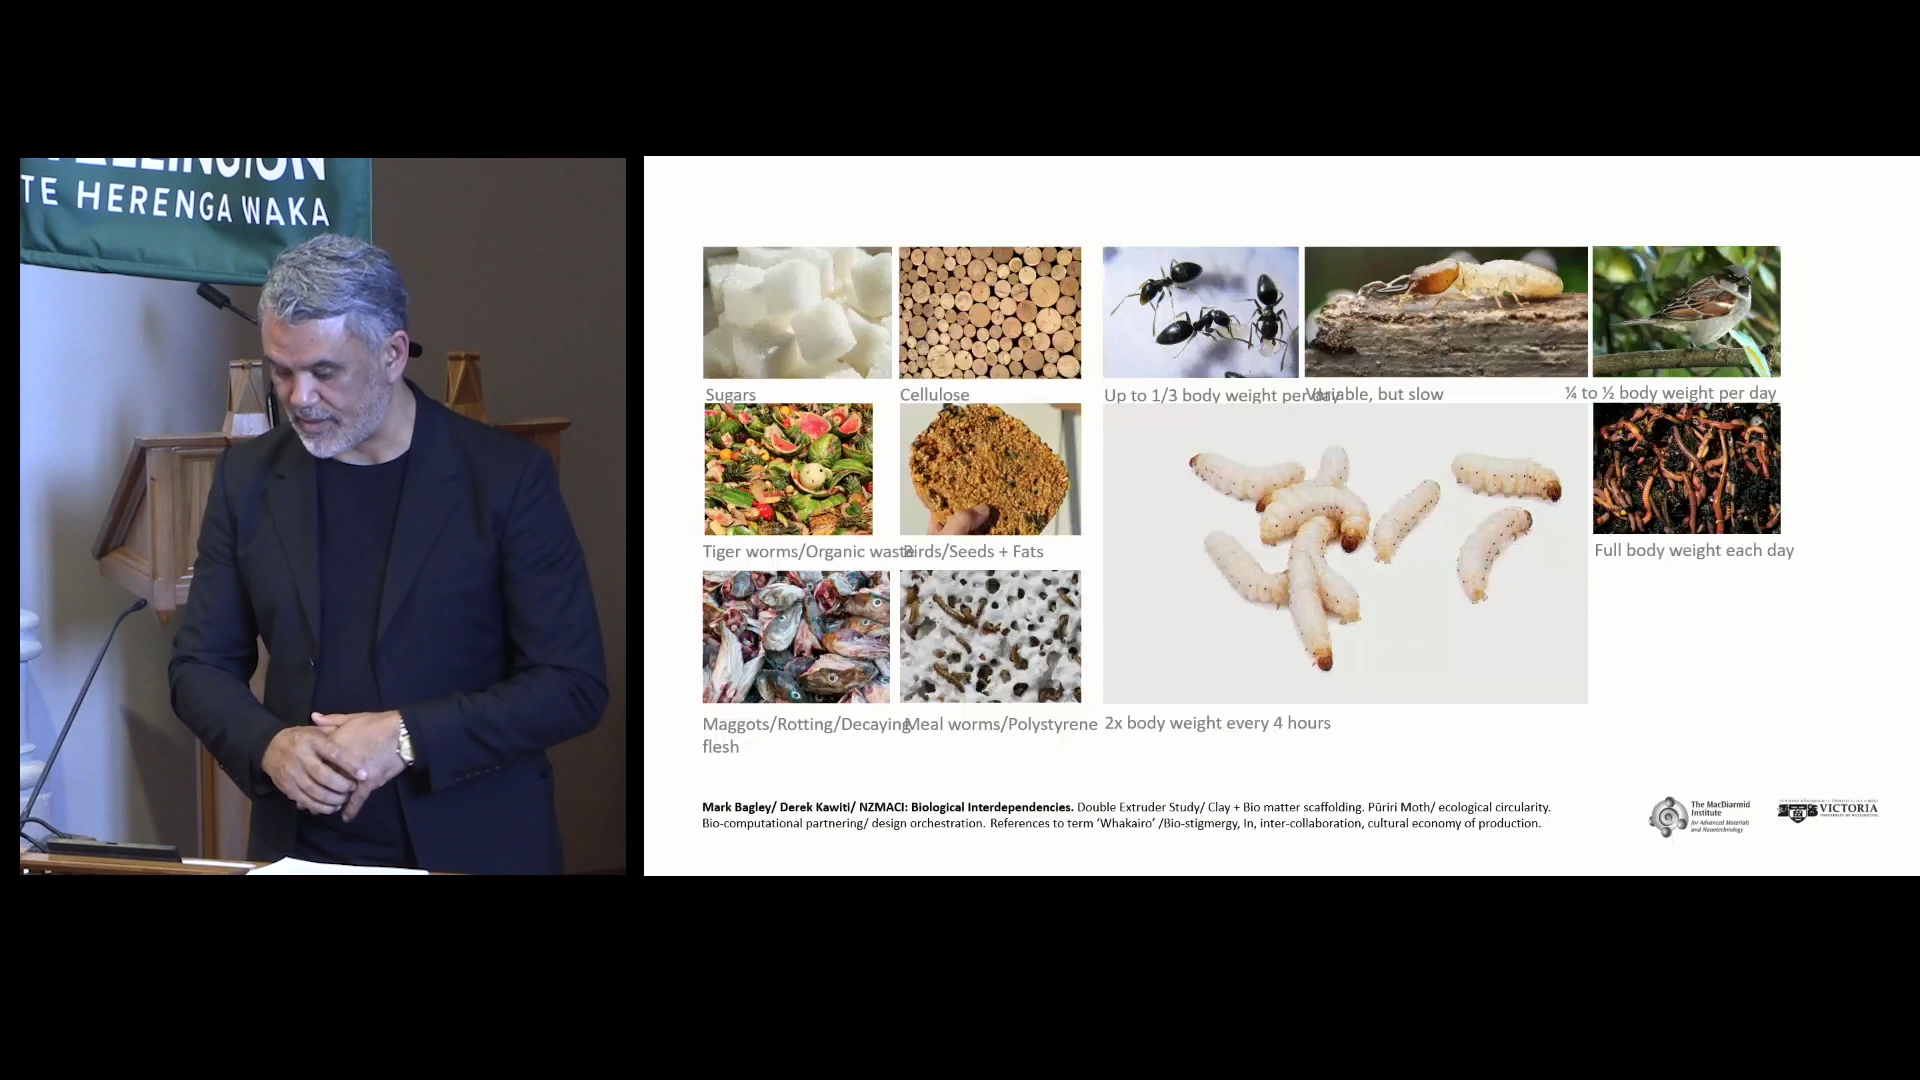 TE HERENGA WAKA
Sugars
Cellulose
Up to 1/3 body weight per day
Variable, but slow
¼ to ½ body weight per day
Tiger worms/Organic waste
Birds/Seeds + Fats
Full body weight each day
Maggots/Rotting/Decaying
flesh
Meal worms/Polystyrene
2x body weight every 4 hours
Mark Bagley/ Derek Kawiti/ NZMACI: Biological Interdependencies. Double Extruder Study/ Clay + Bio matter scaffolding. Pūriri Moth/ ecological circularity.
Bio-computational partnering/ design orchestration. References to term ‘Whakairo’ /Bio-stigmergy, In, inter-collaboration, cultural economy of production.
The MacDiarmid
Institute
for Advanced Materials
and Nanotechnology
VICTORIA